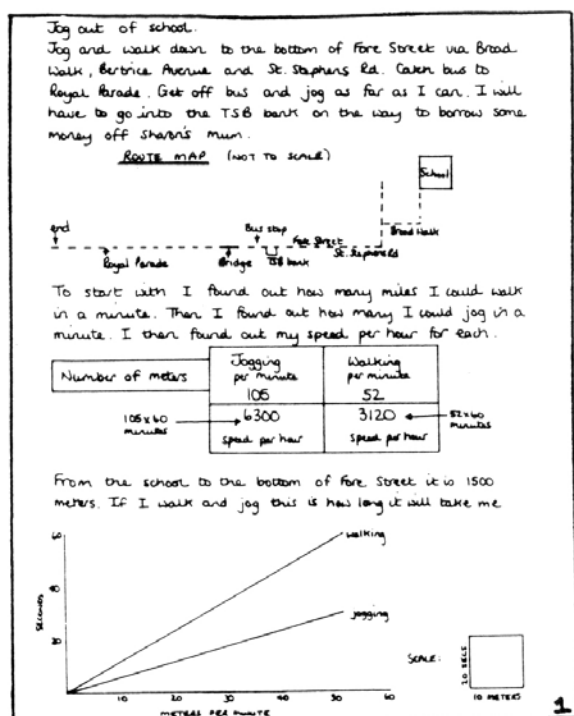 Jog out of school.
Jog and walk down to the bottom of Fore Street via Broad
Walk, Bertrice Avenue and St. Stephens Rd. Catch bus to
Royal Parade. Get off bus and jog as far as I can. I will
have to go into the TSB bank on the way to borrow some
money off Sharon's mum.
ROUTE MAP (NOT TO SCALE)
School
end
Bus stop
Fore Street
Broad Walk
St. Stephens Rd
Royal Parade
Bridge
TSB bank
To start with I found out how many miles I could walk
in a minute. Then I found out how many I could jog in a
minute. I then found out my speed per hour for each.
Number of meters
Jogging
per minute
105
Walking
per minute
52
105 x 60
minutes
6300
speed per hour
3120
speed per hour
52 x 60
minutes
From the school to the bottom of Fore Street it is 1500
meters. If I walk and jog this is how long it will take me
60
40
20
SECONDS
walking
jogging
10 20 30 40 50 60
METERS PER MINUTE
SCALE:
20 SECS
10 METERS
1